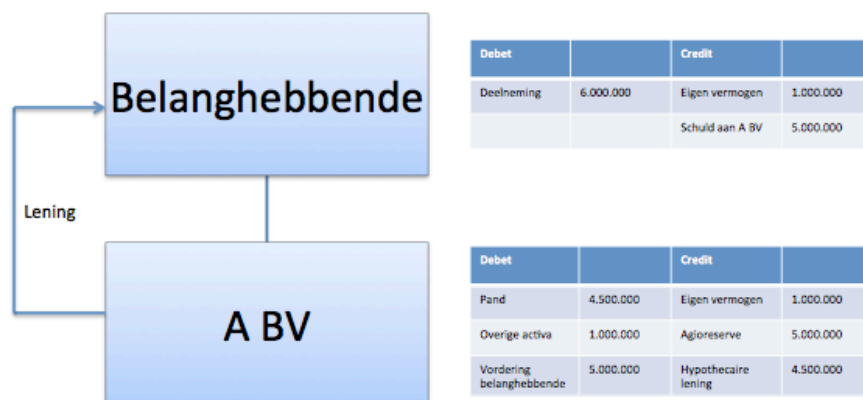 Belanghebbende
Debet Credit
Deelneming 6.000.000 Eigen vermogen 1.000.000
Schuld aan A BV 5.000.000
Lening
A BV
Debet Credit
Pand 4.500.000 Eigen vermogen 1.000.000
Overige activa 1.000.000 Agioreserve 5.000.000
Vordering 5.000.000 Hypothecaire 4.500.000
belanghebbende lening